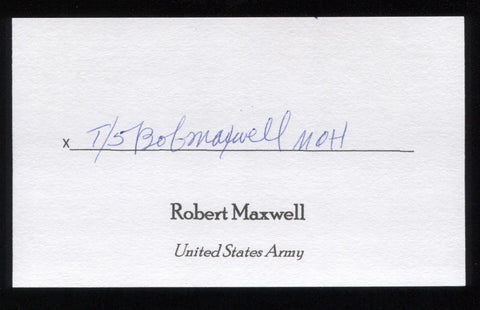 x T/5 Bob Maxwell MOH
Robert Maxwell
United States Army